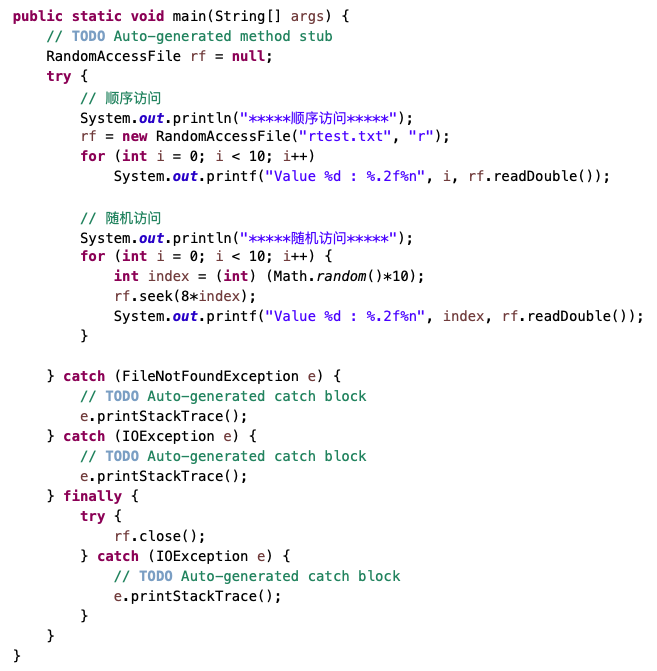 public static void main(String[] args) {
    // TODO Auto-generated method stub
    RandomAccessFile rf = null;
    try {
        // 顺序访问
        System.out.println("*****顺序访问*****");
        rf = new RandomAccessFile("rtest.txt", "r");
        for (int i = 0; i < 10; i++)
            System.out.printf("Value %d : %.2f%n", i, rf.readDouble());

        // 随机访问
        System.out.println("*****随机访问*****");
        for (int i = 0; i < 10; i++) {
            int index = (int) (Math.random()*10);
            rf.seek(8*index);
            System.out.printf("Value %d : %.2f%n", index, rf.readDouble());
        }

    } catch (FileNotFoundException e) {
        // TODO Auto-generated catch block
        e.printStackTrace();
    } catch (IOException e) {
        // TODO Auto-generated catch block
        e.printStackTrace();
    } finally {
        try {
            rf.close();
        } catch (IOException e) {
            // TODO Auto-generated catch block
            e.printStackTrace();
        }
    }
}